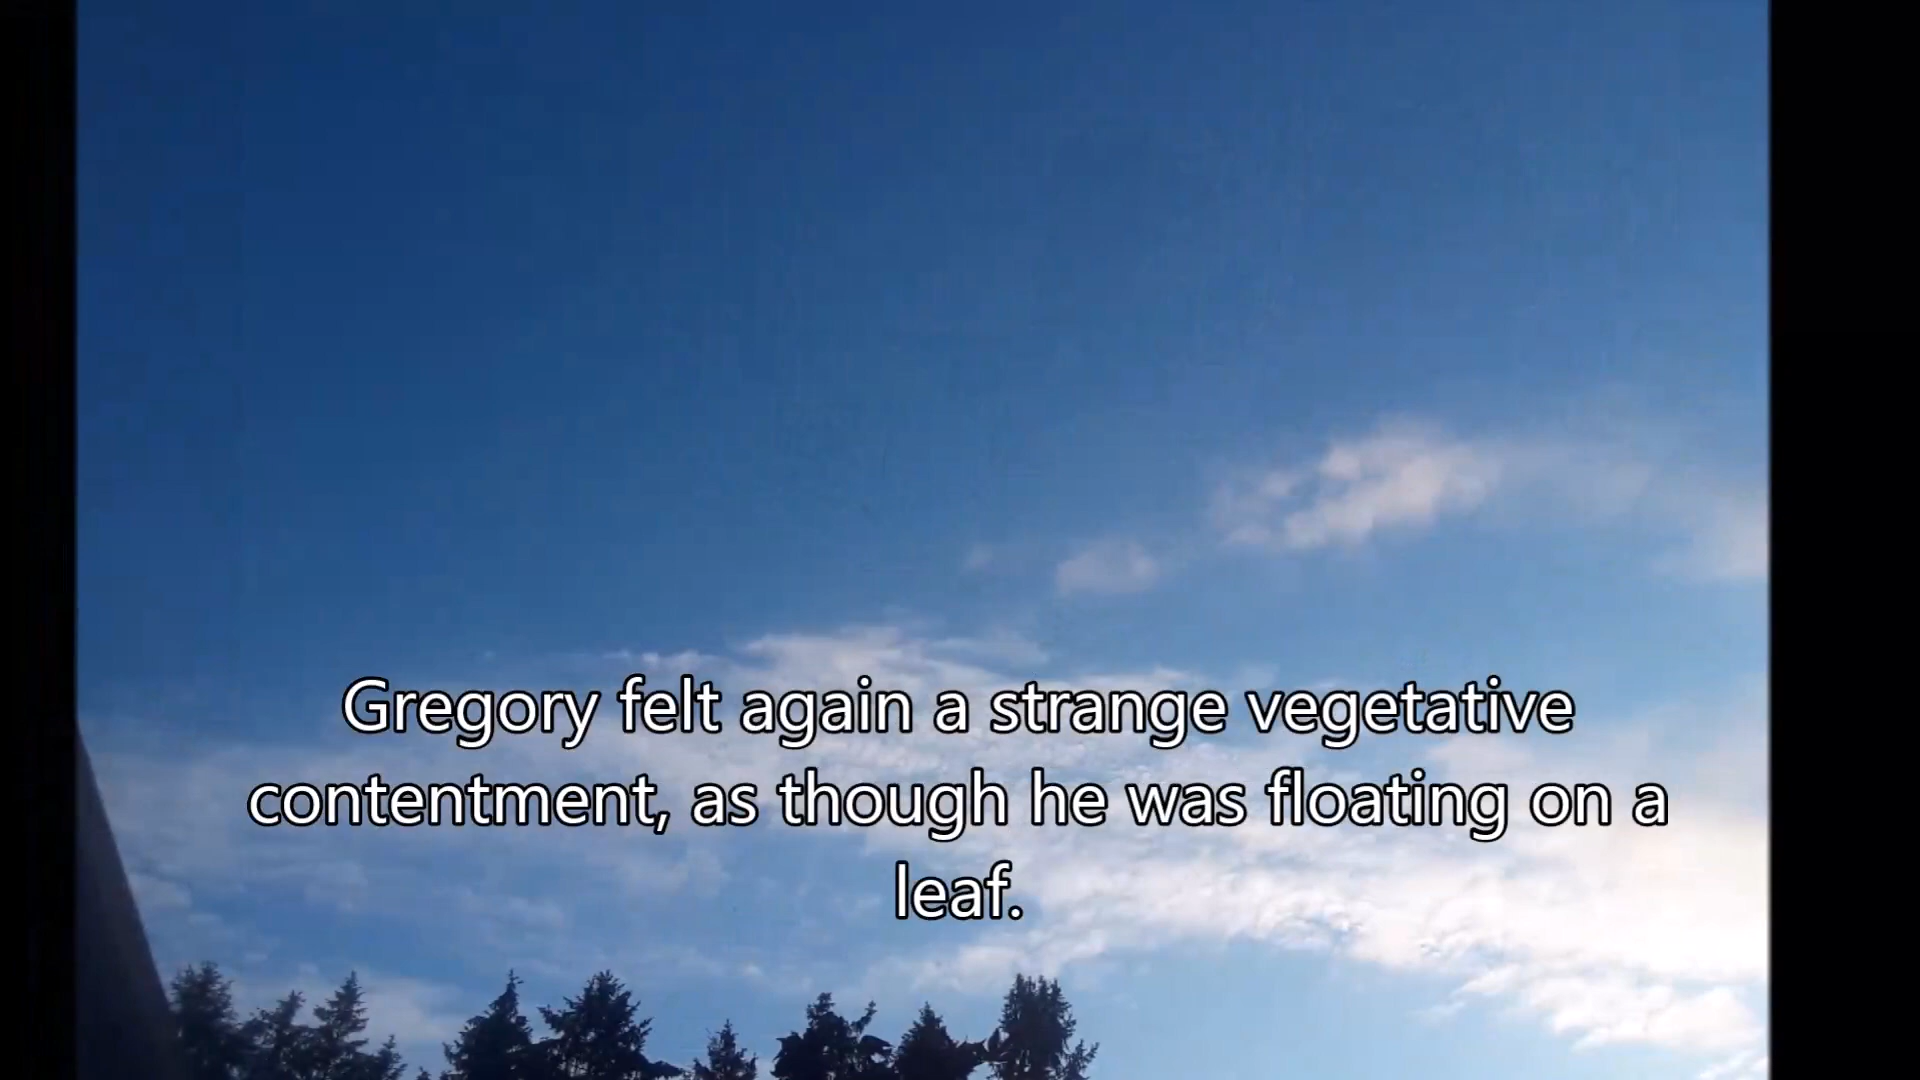 Gregory felt again a strange vegetative
contentment, as though he was floating on a
leaf.